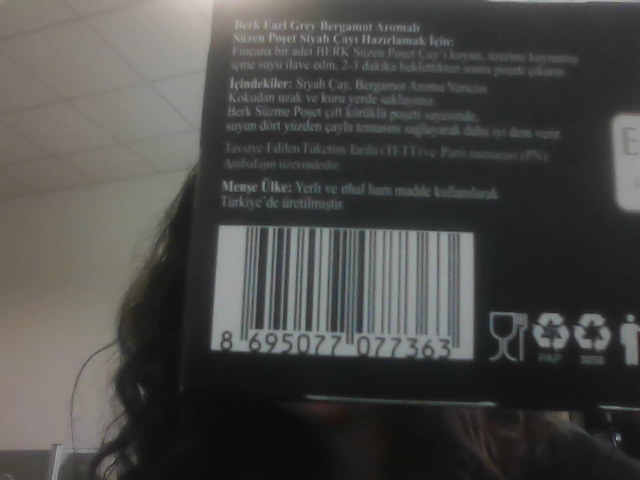 Berk Earl Grey Bergamot Aromalı
Süzen Poşet Siyah Çayı Hazırlamak İçin:
Fincana bir adet BERK Süzen Poşet Çay'ı koyun, üzerine kaynamış
içme suyu ilave edin. 2-3 dakika beklettikten sonra poşeti çıkarın.
İçindekiler: Siyah Çay, Bergamot Aroma Vericisi.
Kokudan uzak ve kuru yerde saklayınız.
Berk Süzme Poşet çift körüklü poşeti sayesinde,
suyun dört yüzden çayla temasını sağlayarak daha iyi dem verir.
Tavsiye Edilen Tüketim Tarihi (TETT) ve Parti numarası (PN):
Ambalajın üzerindedir.
Menşe Ülke: Yerli ve ithal ham madde kullanılarak
Türkiye'de üretilmiştir.
E
8 695077 077363
PAP